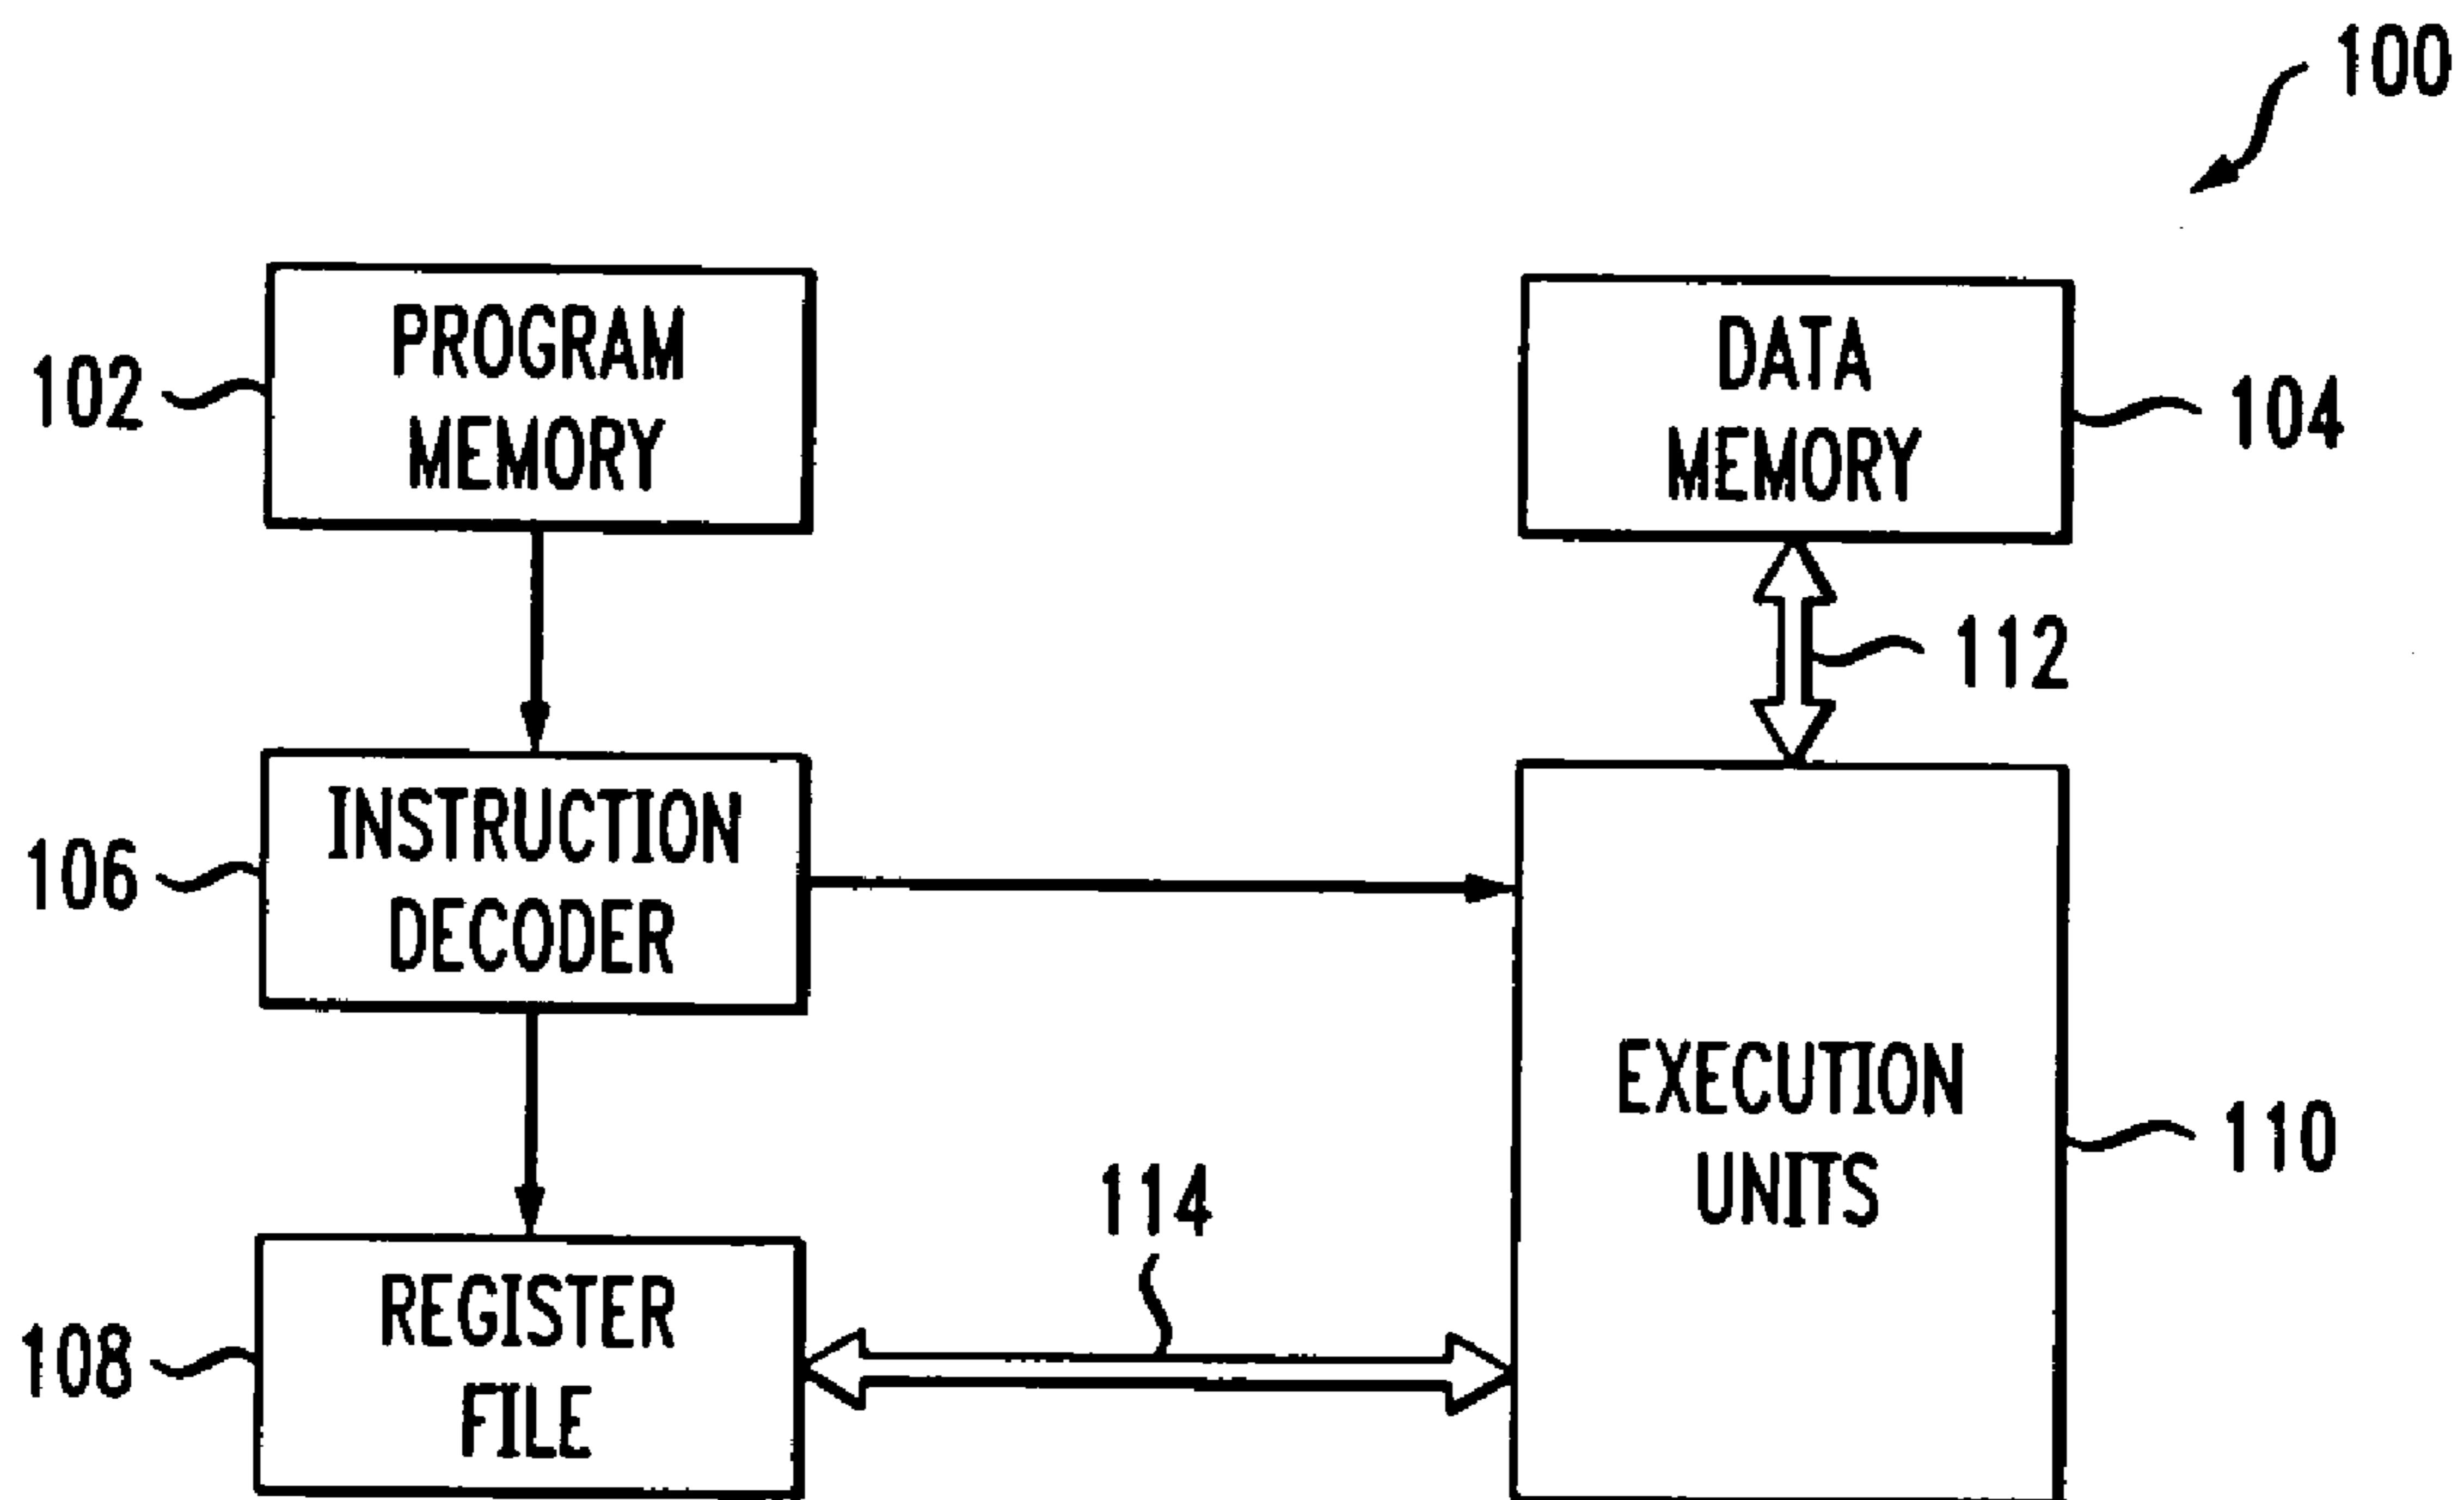 100
PROGRAM
MEMORY
102
DATA
MEMORY
104
112
INSTRUCTION
DECODER
106
EXECUTION
UNITS
110
114
REGISTER
FILE
108